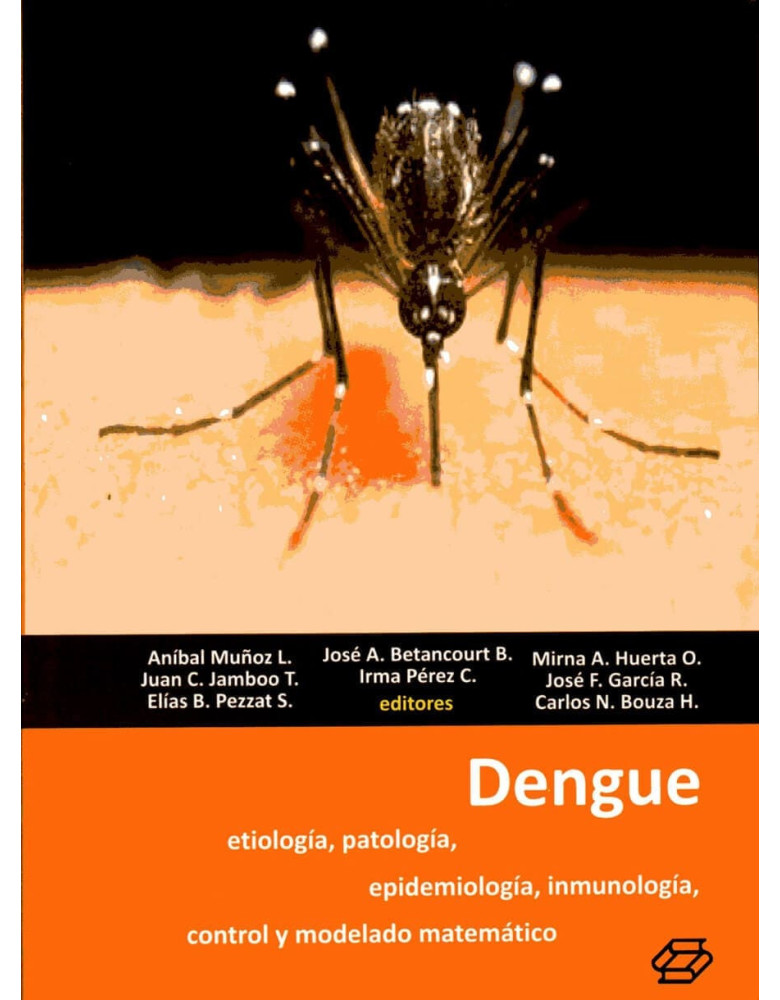 Aníbal Muñoz L.
Juan C. Jamboo T.
Elías B. Pezzat S.
José A. Betancourt B.
Irma Pérez C.
editores
Mirna A. Huerta O.
José F. García R.
Carlos N. Bouza H.
Dengue
etiología, patología,
epidemiología, inmunología,
control y modelado matemático